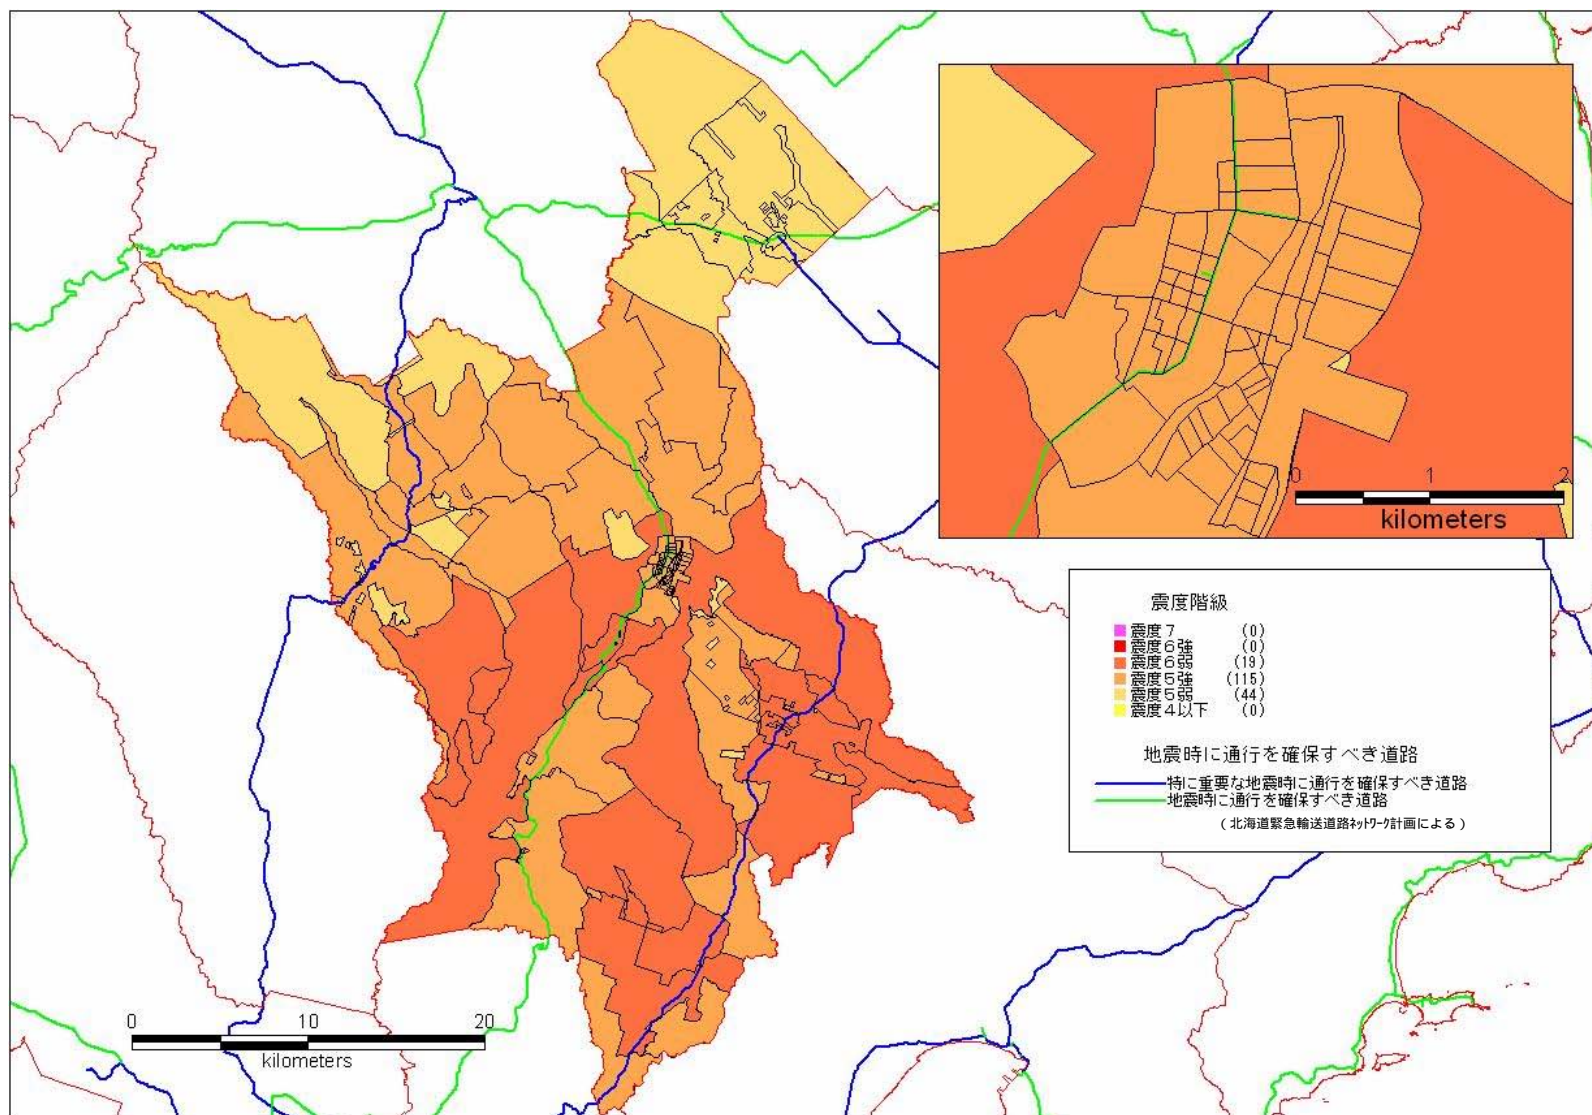 0 1 2
kilometers
震度階級
震度７ (0)
震度６強 (0)
震度６弱 (19)
震度５強 (115)
震度５弱 (44)
震度４以下 (0)
地震時に通行を確保すべき道路
特に重要な地震時に通行を確保すべき道路
地震時に通行を確保すべき道路
（北海道緊急輸送道路ﾈｯﾄﾜｰｸ計画による）
0 10 20
kilometers